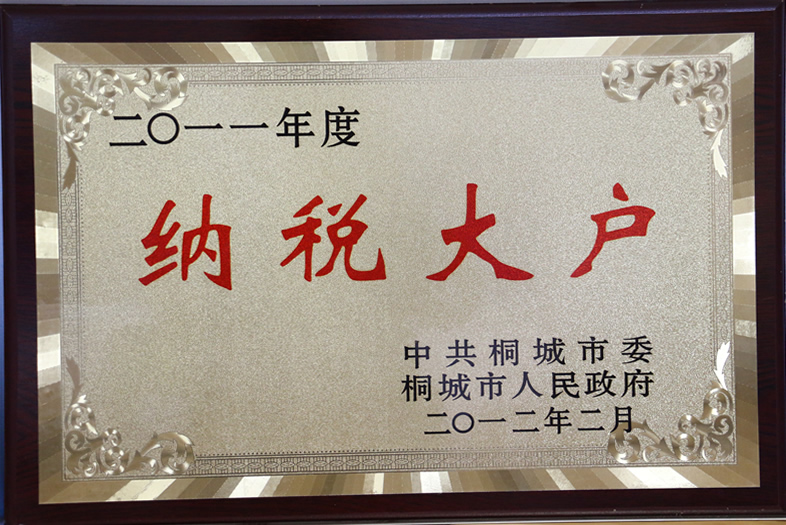 二〇一一年度
纳税大户
中共桐城市委
桐城市人民政府
二〇一二年二月